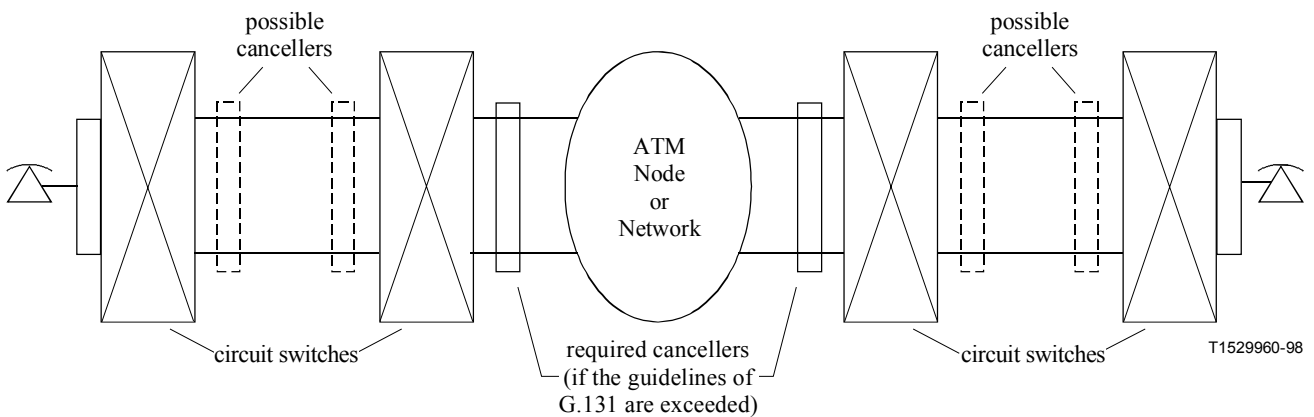 possible
cancellers
possible
cancellers
ATM
Node
or
Network
circuit switches
required cancellers
(if the guidelines of
G.131 are exceeded)
circuit switches
T1529960-98